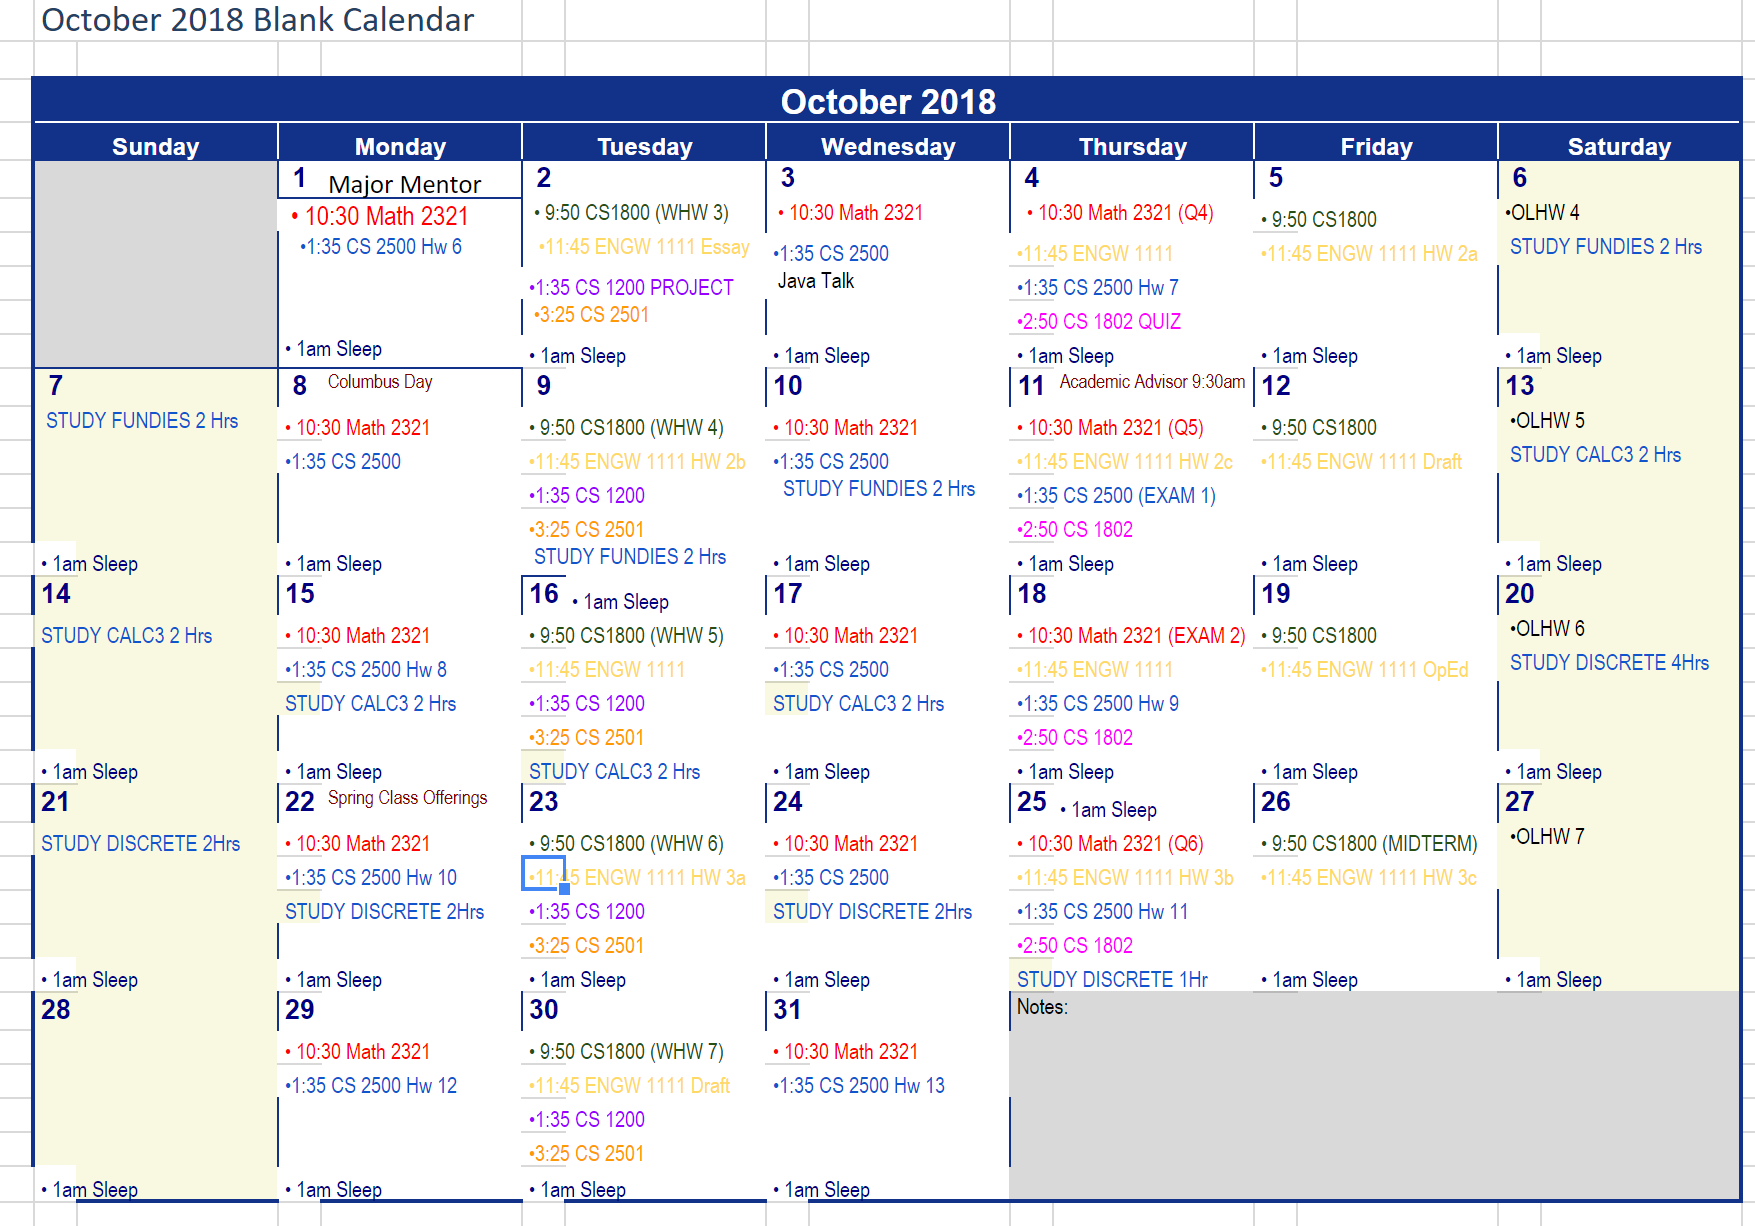 October 2018 Blank Calendar
October 2018
Sunday Monday Tuesday Wednesday Thursday Friday Saturday
1 Major Mentor
• 10:30 Math 2321
•1:35 CS 2500 Hw 6
• 1am Sleep
2
• 9:50 CS1800 (WHW 3)
•11:45 ENGW 1111 Essay
•1:35 CS 1200 PROJECT
•3:25 CS 2501
• 1am Sleep
3
• 10:30 Math 2321
•1:35 CS 2500
Java Talk
• 1am Sleep
4
• 10:30 Math 2321 (Q4)
•11:45 ENGW 1111
•1:35 CS 2500 Hw 7
•2:50 CS 1802 QUIZ
• 1am Sleep
5
• 9:50 CS1800
•11:45 ENGW 1111 HW 2a
• 1am Sleep
6
•OLHW 4
STUDY FUNDIES 2 Hrs
• 1am Sleep
7
STUDY FUNDIES 2 Hrs
• 1am Sleep
8 Columbus Day
• 10:30 Math 2321
•1:35 CS 2500
• 1am Sleep
9
• 9:50 CS1800 (WHW 4)
•11:45 ENGW 1111 HW 2b
•1:35 CS 1200
•3:25 CS 2501
STUDY FUNDIES 2 Hrs
10
• 10:30 Math 2321
•1:35 CS 2500
STUDY FUNDIES 2 Hrs
• 1am Sleep
11 Academic Advisor 9:30am
• 10:30 Math 2321 (Q5)
•11:45 ENGW 1111 HW 2c
•1:35 CS 2500 (EXAM 1)
•2:50 CS 1802
• 1am Sleep
12
• 9:50 CS1800
•11:45 ENGW 1111 Draft
• 1am Sleep
13
•OLHW 5
STUDY CALC3 2 Hrs
• 1am Sleep
14
STUDY CALC3 2 Hrs
• 1am Sleep
15
• 10:30 Math 2321
•1:35 CS 2500 Hw 8
STUDY CALC3 2 Hrs
• 1am Sleep
16 • 1am Sleep
• 9:50 CS1800 (WHW 5)
•11:45 ENGW 1111
•1:35 CS 1200
•3:25 CS 2501
STUDY CALC3 2 Hrs
17
• 10:30 Math 2321
•1:35 CS 2500
STUDY CALC3 2 Hrs
• 1am Sleep
18
• 10:30 Math 2321 (EXAM 2)
•11:45 ENGW 1111
•1:35 CS 2500 Hw 9
•2:50 CS 1802
• 1am Sleep
19
• 9:50 CS1800
•11:45 ENGW 1111 OpEd
• 1am Sleep
20
•OLHW 6
STUDY DISCRETE 4Hrs
• 1am Sleep
21
STUDY DISCRETE 2Hrs
• 1am Sleep
22 Spring Class Offerings
• 10:30 Math 2321
•1:35 CS 2500 Hw 10
STUDY DISCRETE 2Hrs
• 1am Sleep
23
• 9:50 CS1800 (WHW 6)
•11:45 ENGW 1111 HW 3a
•1:35 CS 1200
•3:25 CS 2501
• 1am Sleep
24
• 10:30 Math 2321
•1:35 CS 2500
STUDY DISCRETE 2Hrs
• 1am Sleep
25 • 1am Sleep
• 10:30 Math 2321 (Q6)
•11:45 ENGW 1111 HW 3b
•1:35 CS 2500 Hw 11
•2:50 CS 1802
STUDY DISCRETE 1Hr
26
• 9:50 CS1800 (MIDTERM)
•11:45 ENGW 1111 HW 3c
• 1am Sleep
27
•OLHW 7
• 1am Sleep
28
• 1am Sleep
29
• 10:30 Math 2321
•1:35 CS 2500 Hw 12
• 1am Sleep
30
• 9:50 CS1800 (WHW 7)
•11:45 ENGW 1111 Draft
•1:35 CS 1200
•3:25 CS 2501
• 1am Sleep
31
• 10:30 Math 2321
•1:35 CS 2500 Hw 13
• 1am Sleep
Notes: